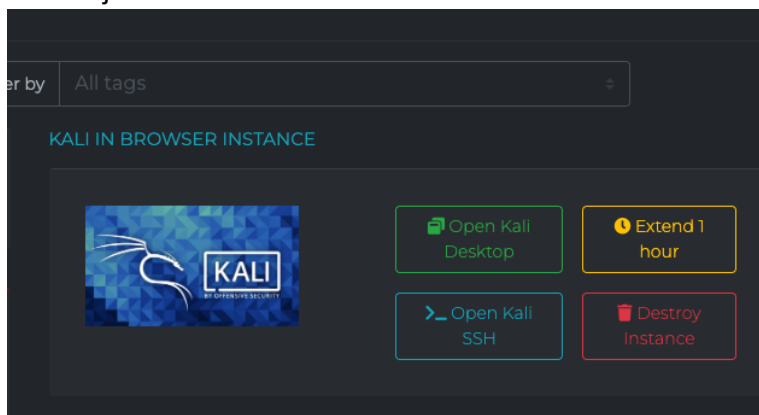 er by
All tags
KALI IN BROWSER INSTANCE
KALI
BY OFFENSIVE SECURITY
Open Kali
Desktop
Extend 1
hour
Open Kali
SSH
Destroy
Instance